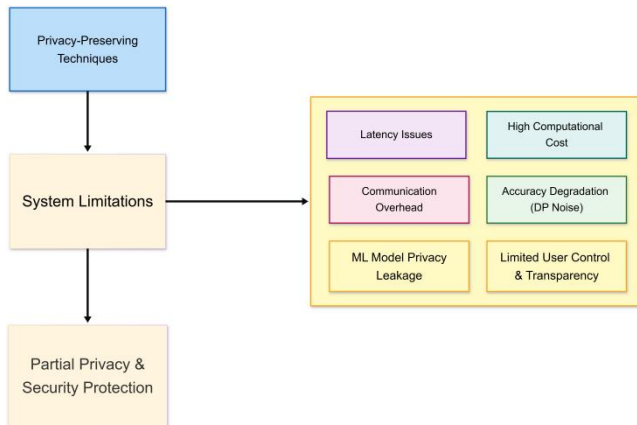 Privacy-Preserving
Techniques
System Limitations
Partial Privacy &
Security Protection
Latency Issues
High Computational
Cost
Communication
Overhead
Accuracy Degradation
(DP Noise)
ML Model Privacy
Leakage
Limited User Control
& Transparency